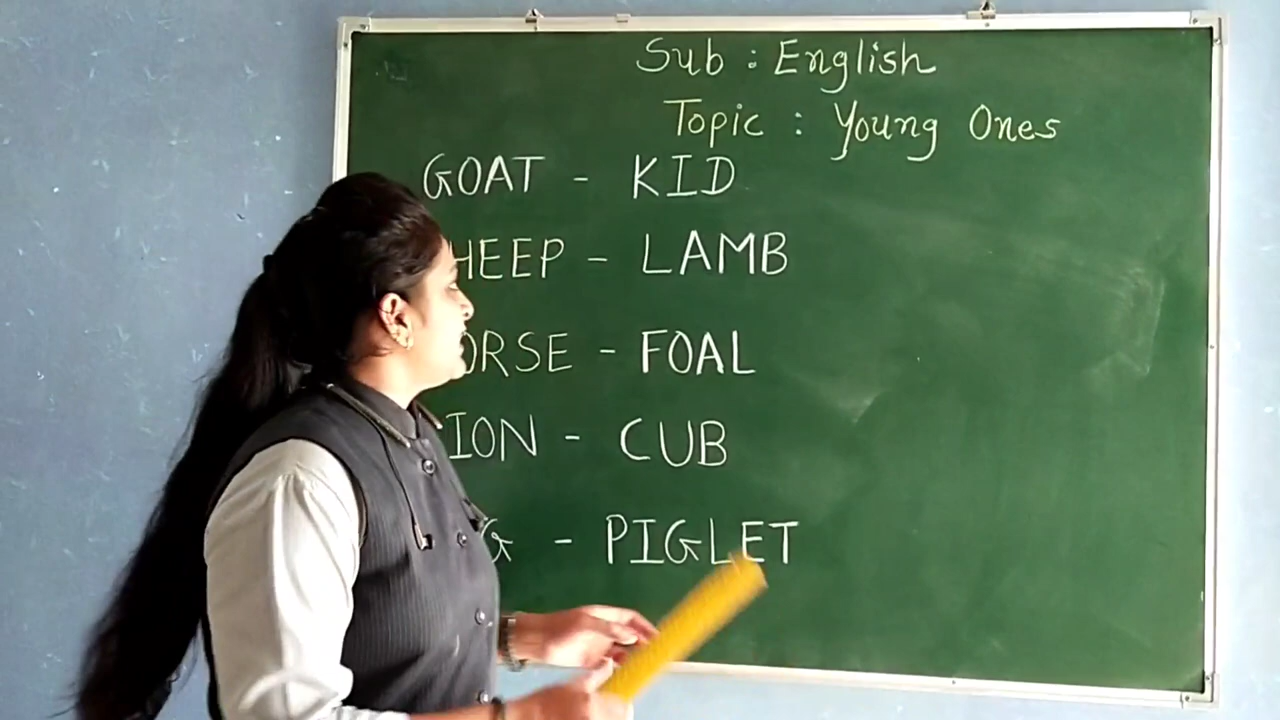 Sub : English
Topic : Young Ones
GOAT - KID
HEEP - LAMB
ORSE - FOAL
ION - CUB
G - PIGLET